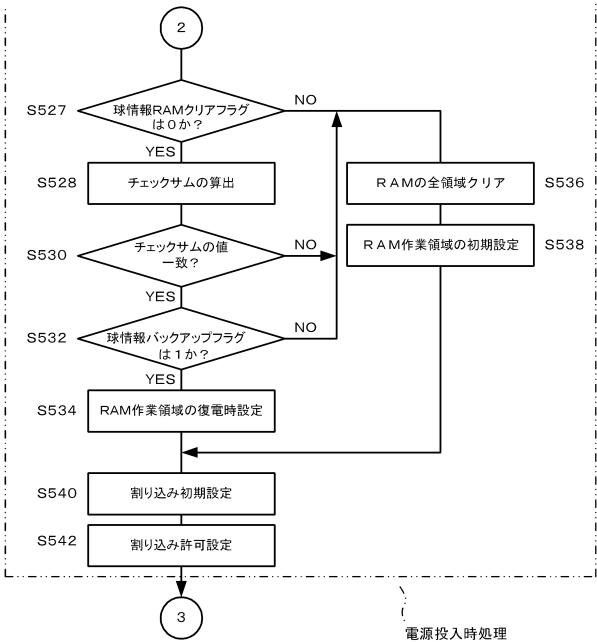 2
S527
球情報RAMクリアフラグ
は0か?
NO
YES
S528
チェックサムの算出
RAMの全領域クリア
S536
S530
チェックサムの値
一致?
NO
RAM作業領域の初期設定
S538
YES
S532
球情報バックアップフラグ
は1か?
NO
YES
S534
RAM作業領域の復電時設定
S540
割り込み初期設定
S542
割り込み許可設定
3
電源投入時処理